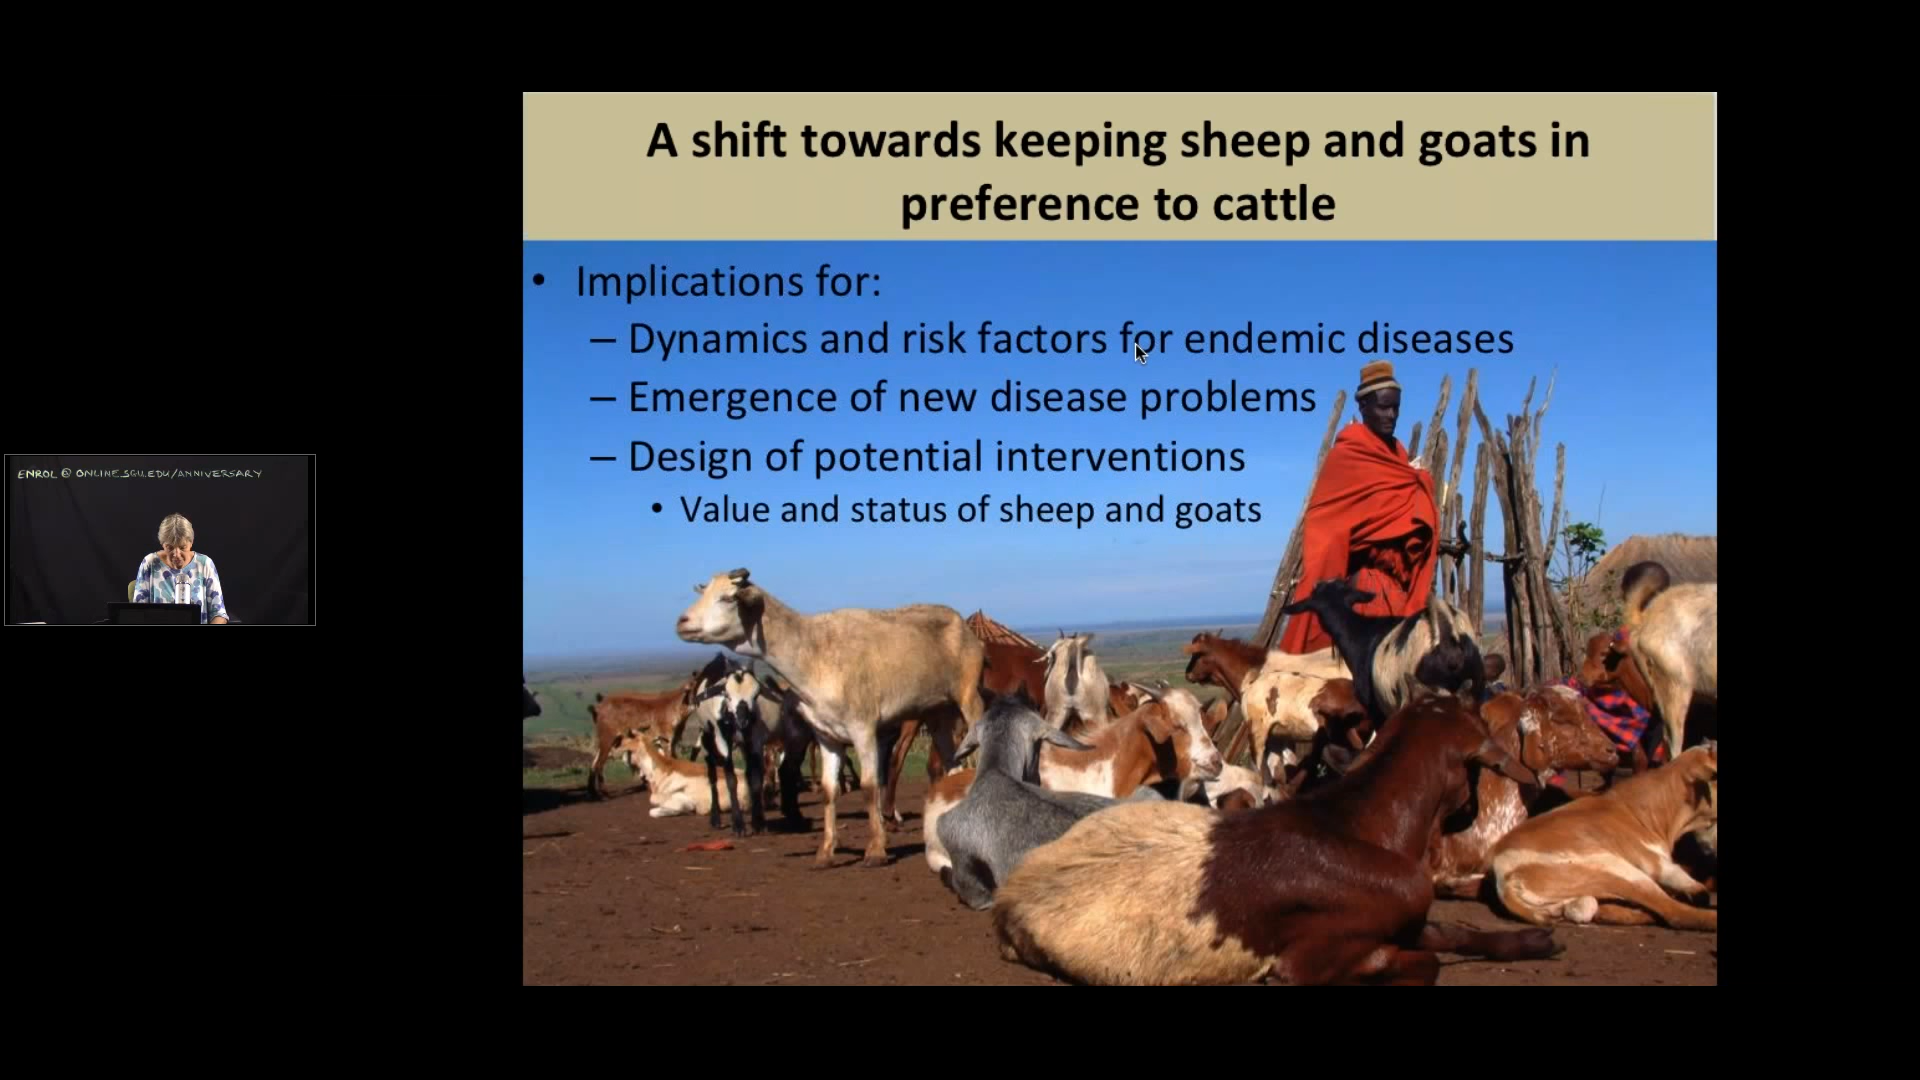 A shift towards keeping sheep and goats in
preference to cattle
• Implications for:
– Dynamics and risk factors for endemic diseases
– Emergence of new disease problems
– Design of potential interventions
• Value and status of sheep and goats
ENROL @ ONLINE.SGU.EDU/ANNIVERSARY